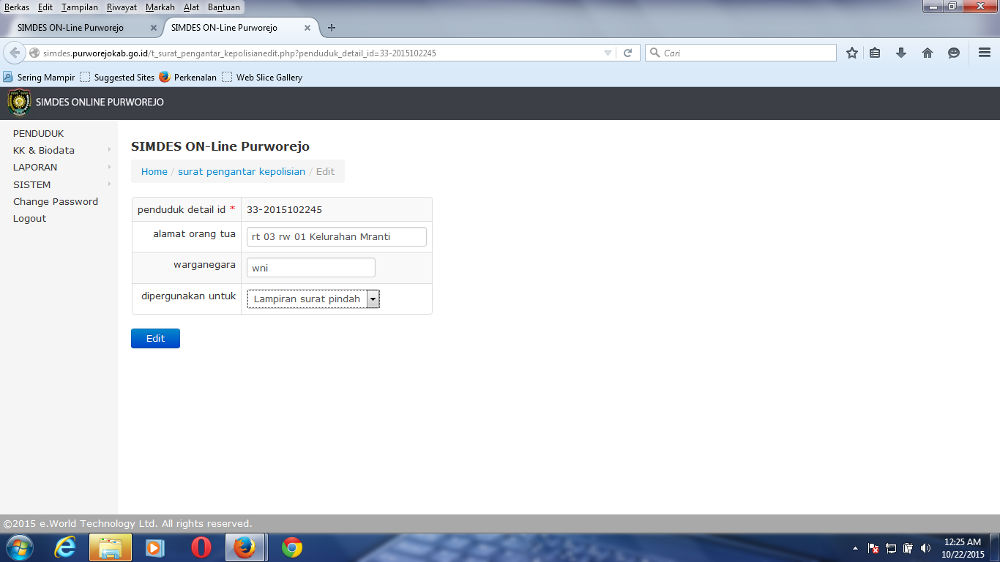 Berkas Edit Tampilan Riwayat Markah Alat Bantuan
SIMDES ON-Line Purworejo SIMDES ON-Line Purworejo
simdes.purworejokab.go.id/t_surat_pengantar_kepolisianedit.php?penduduk_detail_id=33-2015102245 Cari
Sering Mampir Suggested Sites Perkenalan Web Slice Gallery
SIMDES ONLINE PURWOREJO
PENDUDUK
KK & Biodata
LAPORAN
SISTEM
Change Password
Logout
SIMDES ON-Line Purworejo
Home / surat pengantar kepolisian / Edit
penduduk detail id * 33-2015102245
alamat orang tua rt 03 rw 01 Kelurahan Mranti
warganegara wni
dipergunakan untuk Lampiran surat pindah
Edit
©2015 e.World Technology Ltd. All rights reserved.
12:25 AM
10/22/2015